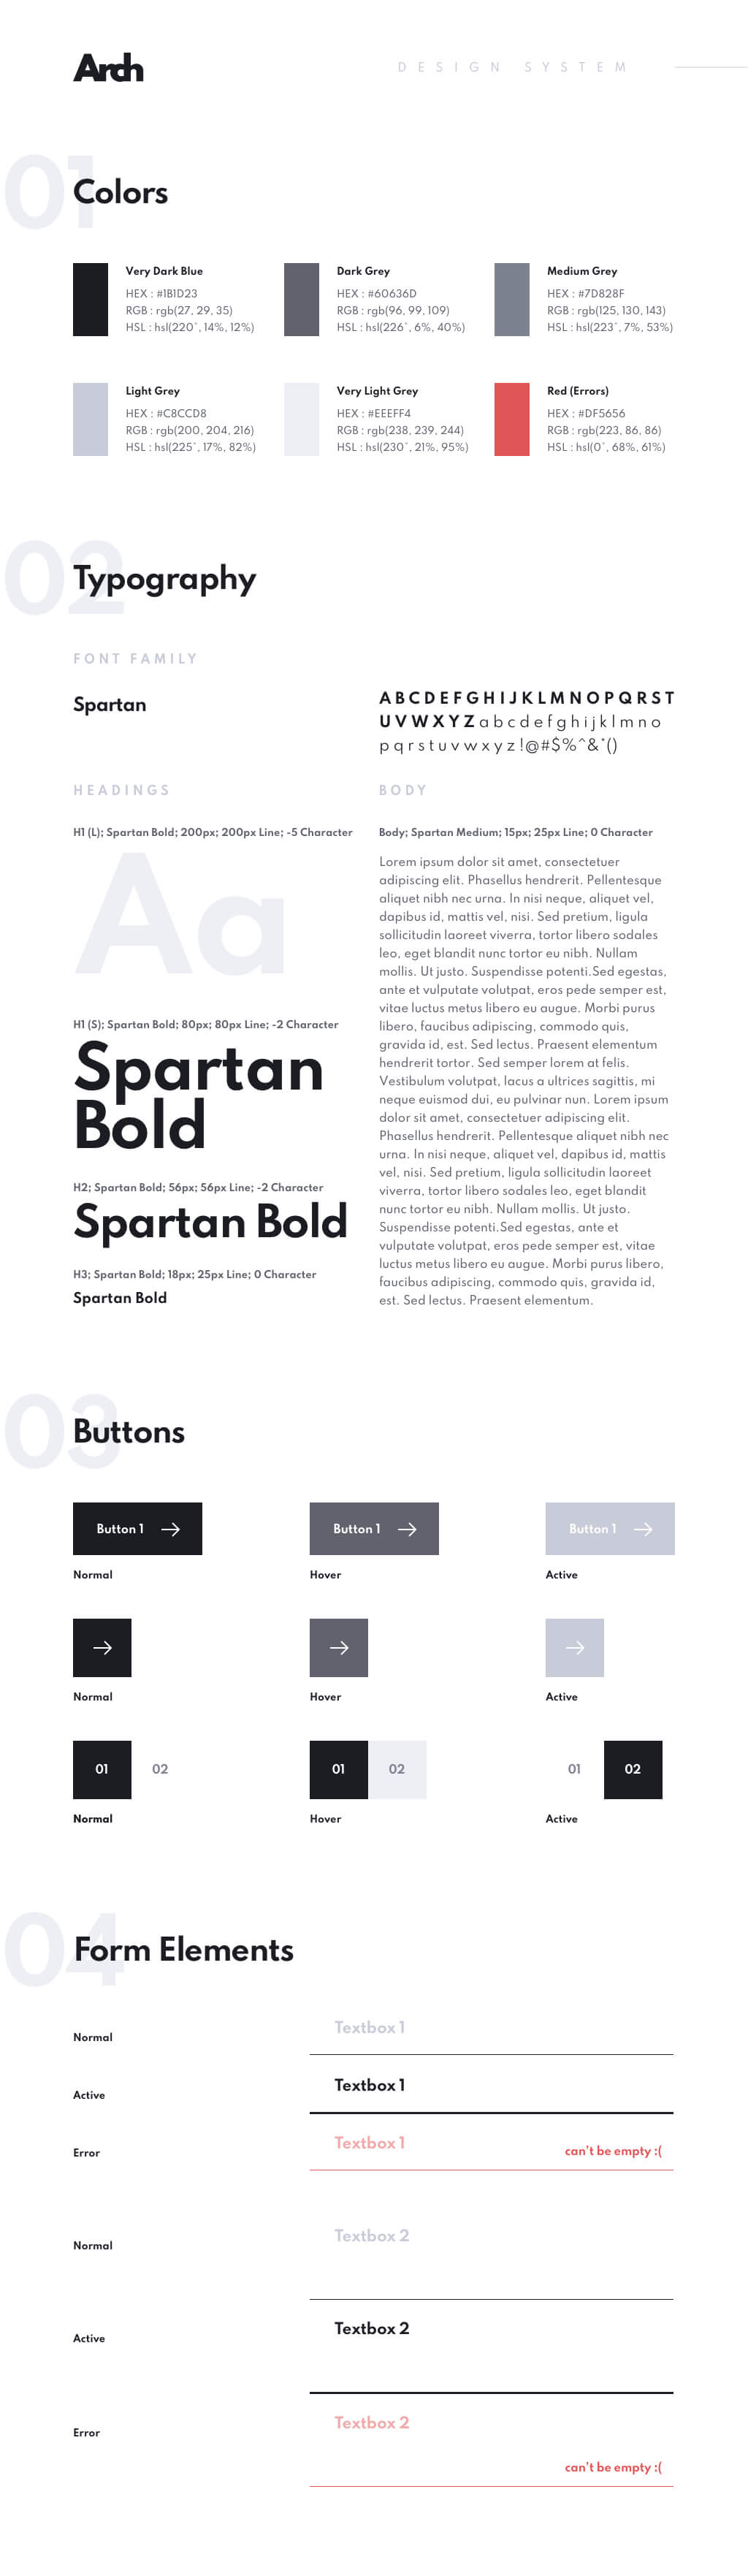 Arch
DESIGN SYSTEM
01
Colors
Very Dark Blue
HEX : #1B1D23
RGB : rgb(27, 29, 35)
HSL : hsl(220°, 14%, 12%)
Dark Grey
HEX : #60636D
RGB : rgb(96, 99, 109)
HSL : hsl(226°, 6%, 40%)
Medium Grey
HEX : #7D828F
RGB : rgb(125, 130, 143)
HSL : hsl(223°, 7%, 53%)
Light Grey
HEX : #C8CCD8
RGB : rgb(200, 204, 216)
HSL : hsl(225°, 17%, 82%)
Very Light Grey
HEX : #EEEFF4
RGB : rgb(238, 239, 244)
HSL : hsl(230°, 21%, 95%)
Red (Errors)
HEX : #DF5656
RGB : rgb(223, 86, 86)
HSL : hsl(0°, 68%, 61%)
02
Typography
FONT FAMILY
Spartan
ABCDEFGHIJKLMNOPQRST
UVWXYZabcdefghijklmno
pqrstuvwxyz!@#$%^&*()
HEADINGS
H1 (L); Spartan Bold; 200px; 200px Line; -5 Character
Aa
H1 (S); Spartan Bold; 80px; 80px Line; -2 Character
Spartan
Bold
H2; Spartan Bold; 56px; 56px Line; -2 Character
Spartan Bold
H3; Spartan Bold; 18px; 25px Line; 0 Character
Spartan Bold
BODY
Body; Spartan Medium; 15px; 25px Line; 0 Character
Lorem ipsum dolor sit amet, consectetuer
adipiscing elit. Phasellus hendrerit. Pellentesque
aliquet nibh nec urna. In nisi neque, aliquet vel,
dapibus id, mattis vel, nisi. Sed pretium, ligula
sollicitudin laoreet viverra, tortor libero sodales
leo, eget blandit nunc tortor eu nibh. Nullam
mollis. Ut justo. Suspendisse potenti.Sed egestas,
ante et vulputate volutpat, eros pede semper est,
vitae luctus metus libero eu augue. Morbi purus
libero, faucibus adipiscing, commodo quis,
gravida id, est. Sed lectus. Praesent elementum
hendrerit tortor. Sed semper lorem at felis.
Vestibulum volutpat, lacus a ultrices sagittis, mi
neque euismod dui, eu pulvinar nun. Lorem ipsum
dolor sit amet, consectetuer adipiscing elit.
Phasellus hendrerit. Pellentesque aliquet nibh nec
urna. In nisi neque, aliquet vel, dapibus id, mattis
vel, nisi. Sed pretium, ligula sollicitudin laoreet
viverra, tortor libero sodales leo, eget blandit
nunc tortor eu nibh. Nullam mollis. Ut justo.
Suspendisse potenti.Sed egestas, ante et
vulputate volutpat, eros pede semper est, vitae
luctus metus libero eu augue. Morbi purus libero,
faucibus adipiscing, commodo quis, gravida id,
est. Sed lectus. Praesent elementum.
03
Buttons
Button 1
Normal
Button 1
Hover
Button 1
Active
Normal
Hover
Active
01 02
Normal
01 02
Hover
01 02
Active
04
Form Elements
Normal
Textbox 1
Active
Textbox 1
Error
Textbox 1
can't be empty :(
Normal
Textbox 2
Active
Textbox 2
Error
Textbox 2
can't be empty :(